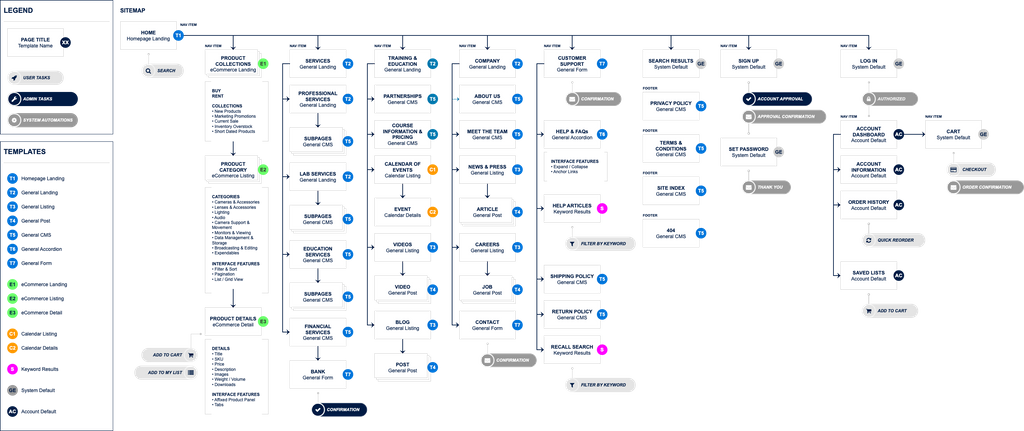 LEGEND
PAGE TITLE
Template Name
XX
USER TASKS
ADMIN TASKS
SYSTEM AUTOMATIONS
TEMPLATES
T1 Homepage Landing
T2 General Landing
T3 General Listing
T4 General Post
T5 General CMS
T6 General Accordion
T7 General Form
E1 eCommerce Landing
E2 eCommerce Listing
E3 eCommerce Detail
C1 Calendar Listing
C2 Calendar Details
S Keyword Results
GE System Default
AC Account Default
SITEMAP
NAV ITEM
HOME
Homepage Landing
T1
SEARCH
NAV ITEM
PRODUCT
COLLECTIONS
eCommerce Landing
E1
BUY
RENT
COLLECTIONS
• New Products
• Marketing Promotions
• Current Sale
• Inventory Overstock
• Short Dated Products
PRODUCT
CATEGORY
eCommerce Listing
E2
CATEGORIES
• Cameras & Accessories
• Lenses & Accessories
• Lighting
• Audio
• Camera Support &
Movement
• Monitors & Viewing
• Data Management &
Storage
• Broadcasting & Editing
• Expendables
INTERFACE FEATURES
• Filter & Sort
• Pagination
• List / Grid View
PRODUCT DETAILS
eCommerce Detail
E3
ADD TO CART
ADD TO MY LIST
DETAILS
• Title
• SKU
• Price
• Description
• Images
• Weight / Volume
• Downloads
INTERFACE FEATURES
• Affixed Product Panel
• Tabs
NAV ITEM
SERVICES
General Landing
T2
PROFESSIONAL
SERVICES
General Landing
T2
SUBPAGES
General CMS
T5
LAB SERVICES
General Landing
T2
SUBPAGES
General CMS
T5
EDUCATION
SERVICES
General CMS
T5
SUBPAGES
General CMS
T5
FINANCIAL
SERVICES
General CMS
T5
BANK
General Form
T7
CONFIRMATION
NAV ITEM
TRAINING &
EDUCATION
General Landing
T2
PARTNERSHIPS
General CMS
T5
COURSE
INFORMATION &
PRICING
General CMS
T5
CALENDAR OF
EVENTS
Calendar Listing
C1
EVENT
Calendar Details
C2
VIDEOS
General Listing
T3
VIDEO
General Post
T4
BLOG
General Listing
T3
POST
General Post
T4
NAV ITEM
COMPANY
General Landing
T2
ABOUT US
General CMS
T5
MEET THE TEAM
General CMS
T5
NEWS & PRESS
General Listing
T3
ARTICLE
General Post
T4
CAREERS
General Listing
T3
JOB
General Post
T4
CONTACT
General Form
T7
CONFIRMATION
NAV ITEM
CUSTOMER
SUPPORT
General Form
T7
CONFIRMATION
HELP & FAQs
General Accordion
T6
INTERFACE FEATURES
• Expand / Collapse
• Anchor Links
HELP ARTICLES
Keyword Results
S
FILTER BY KEYWORD
SHIPPING POLICY
General CMS
T5
RETURN POLICY
General CMS
T5
RECALL SEARCH
Keyword Results
S
FILTER BY KEYWORD
SEARCH RESULTS
System Default
GE
FOOTER
PRIVACY POLICY
General CMS
T5
FOOTER
TERMS &
CONDITIONS
General CMS
T5
FOOTER
SITE INDEX
General CMS
T5
FOOTER
404
General CMS
T5
NAV ITEM
SIGN UP
System Default
GE
ACCOUNT APPROVAL
APPROVAL CONFIRMATION
SET PASSWORD
System Default
GE
THANK YOU
NAV ITEM
LOG IN
System Default
GE
AUTHORIZED
NAV ITEM
ACCOUNT
DASHBOARD
Account Default
AC
ACCOUNT
INFORMATION
Account Default
AC
ORDER HISTORY
Account Default
AC
QUICK REORDER
SAVED LISTS
Account Default
AC
ADD TO CART
NAV ITEM
CART
System Default
GE
CHECKOUT
ORDER CONFIRMATION